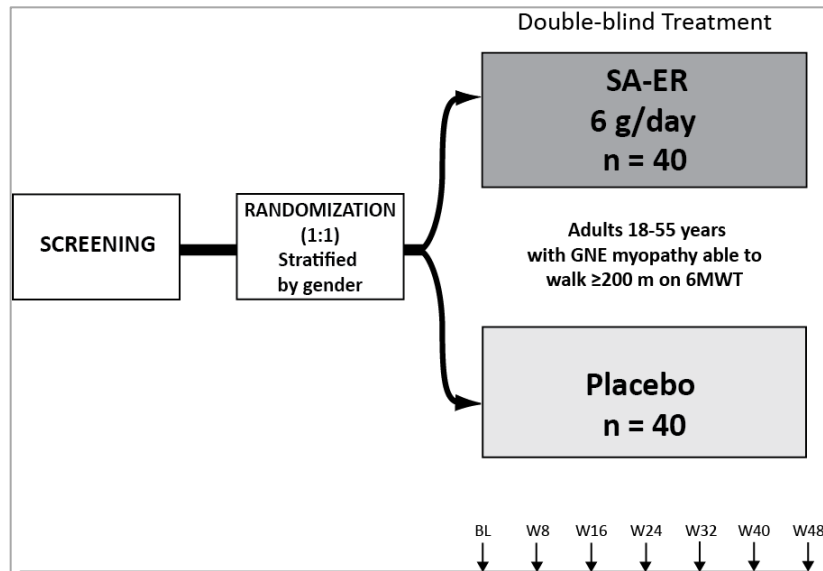 Double-blind Treatment
SA-ER
6 g/day
n = 40
SCREENING
RANDOMIZATION
(1:1)
Stratified
by gender
Adults 18-55 years
with GNE myopathy able to
walk ≥200 m on 6MWT
Placebo
n = 40
BL W8 W16 W24 W32 W40 W48